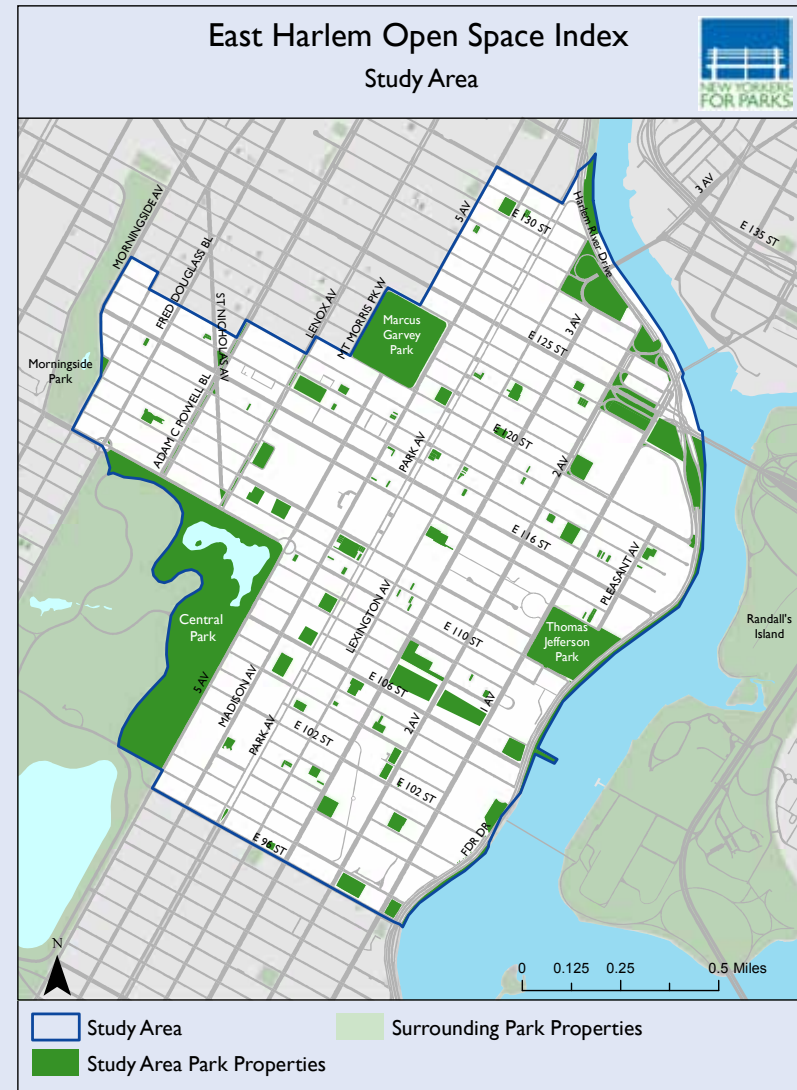 East Harlem Open Space Index
Study Area
NEW YORKERS
FOR PARKS
MORNINGSIDE AV
FRED DOUGLASS BL
ST NICHOLAS AV
ADAM C POWELL BL
LENOX AV
MT MORRIS PK W
5 AV
E 130 ST
Harlem River Drive
3 AV
E 135 ST
Marcus
Garvey
Park
Morningside
Park
3 AV
E 125 ST
PARK AV
E 120 ST
2 AV
E 116 ST
PLEASANT AV
Central
Park
LEXINGTON AV
E 110 ST
Thomas
Jefferson
Park
Randall's
Island
5 AV
MADISON AV
PARK AV
E 106 ST
1 AV
2 AV
E 102 ST
E 102 ST
FDR DR
E 96 ST
N
0 0.125 0.25 0.5 Miles
Study Area
Surrounding Park Properties
Study Area Park Properties